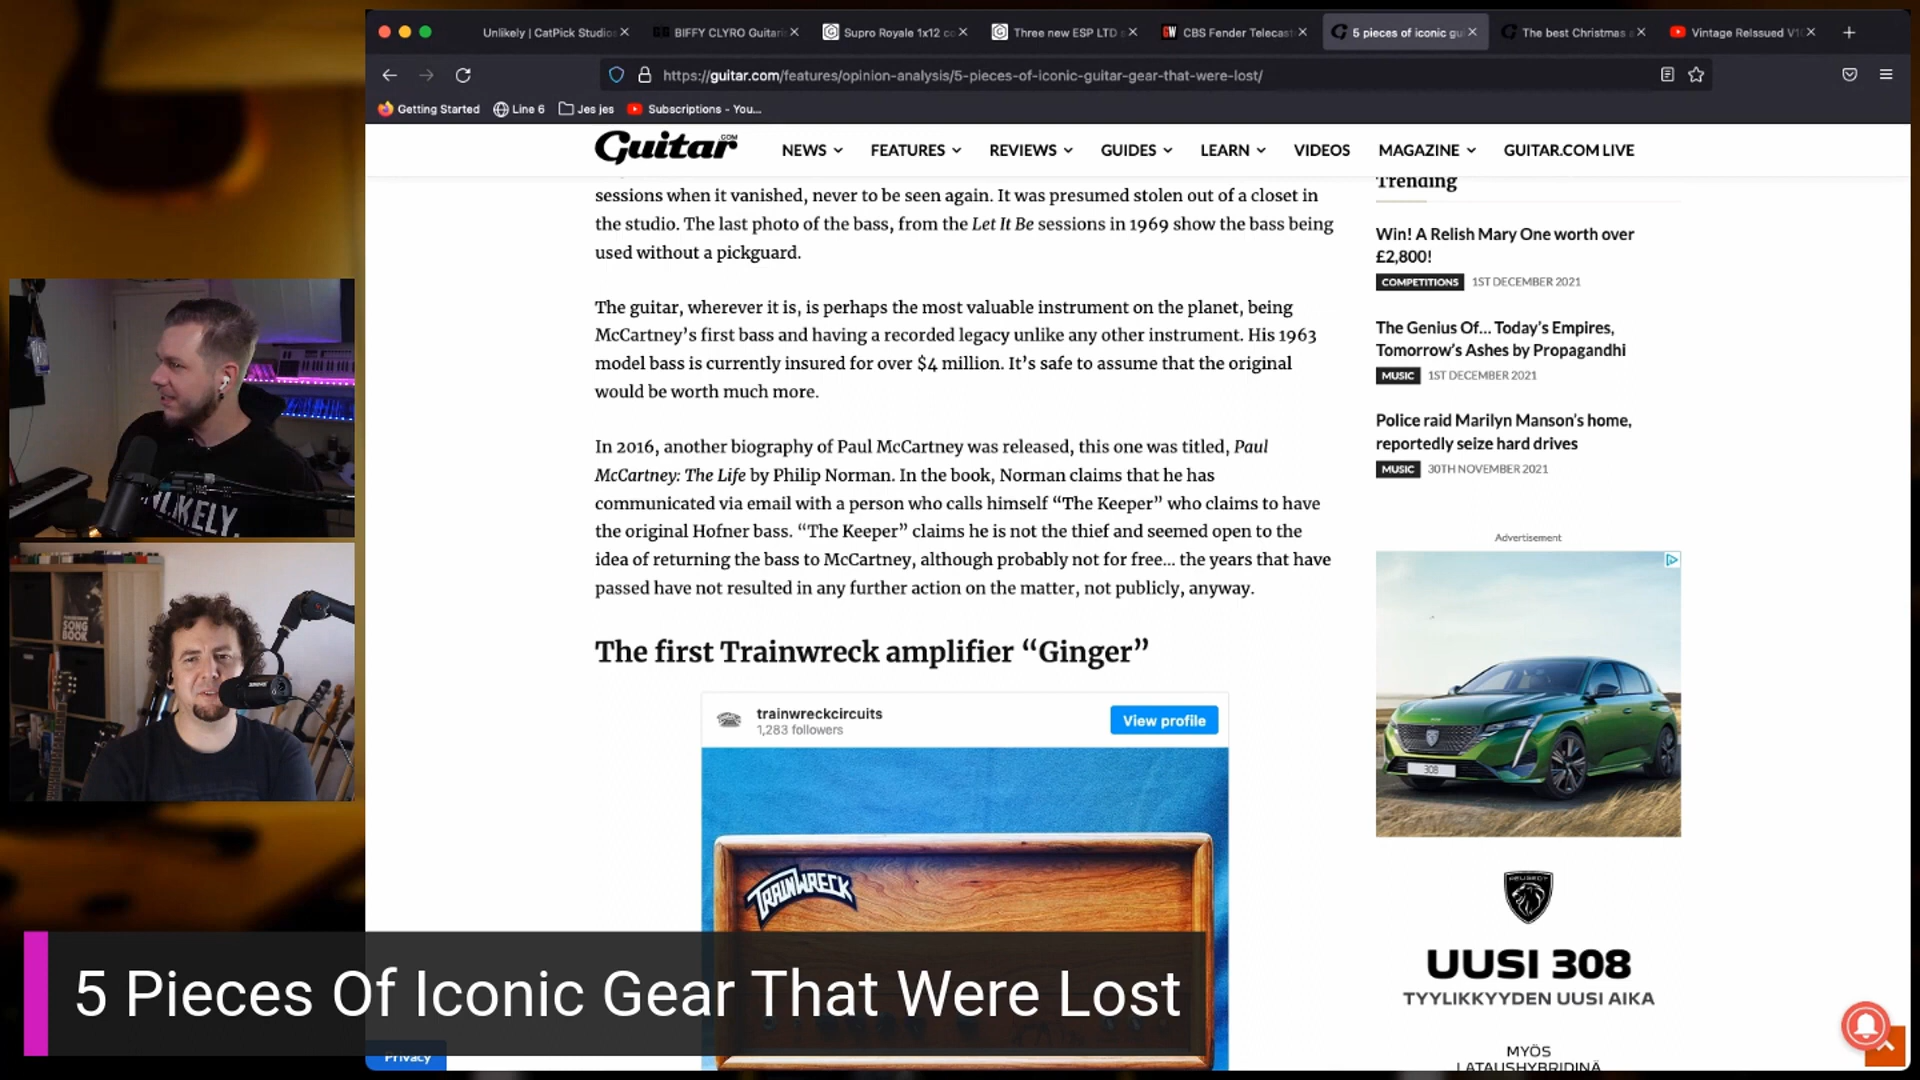 Unlikely | CatPick Studios
BIFFY CLYRO Guitaris
Supro Royale 1x12 co
Three new ESP LTD s
CBS Fender Telecast
5 pieces of iconic gu
The best Christmas
Vintage ReIssued V1
https://guitar.com/features/opinion-analysis/5-pieces-of-iconic-guitar-gear-that-were-lost/
Getting Started
Line 6
Jes jes
Subscriptions - You...
Guitar.COM
NEWS
FEATURES
REVIEWS
GUIDES
LEARN
VIDEOS
MAGAZINE
GUITAR.COM LIVE
sessions when it vanished, never to be seen again. It was presumed stolen out of a closet in
the studio. The last photo of the bass, from the Let It Be sessions in 1969 show the bass being
used without a pickguard.
The guitar, wherever it is, is perhaps the most valuable instrument on the planet, being
McCartney's first bass and having a recorded legacy unlike any other instrument. His 1963
model bass is currently insured for over $4 million. It's safe to assume that the original
would be worth much more.
In 2016, another biography of Paul McCartney was released, this one was titled, Paul
McCartney: The Life by Philip Norman. In the book, Norman claims that he has
communicated via email with a person who calls himself “The Keeper” who claims to have
the original Hofner bass. “The Keeper” claims he is not the thief and seemed open to the
idea of returning the bass to McCartney, although probably not for free... the years that have
passed have not resulted in any further action on the matter, not publicly, anyway.
The first Trainwreck amplifier “Ginger”
trainwreckcircuits
1,283 followers
View profile
TRAINWRECK
Trending
Win! A Relish Mary One worth over
£2,800!
COMPETITIONS 1ST DECEMBER 2021
The Genius Of... Today's Empires,
Tomorrow's Ashes by Propagandhi
MUSIC 1ST DECEMBER 2021
Police raid Marilyn Manson's home,
reportedly seize hard drives
MUSIC 30TH NOVEMBER 2021
Advertisement
308
PEUGEOT
UUSI 308
TYYLIKKYYDEN UUSI AIKA
MYÖS
LATAUSHYBRIDINÄ
UNLIKELY.
SONG
BOOK
5 Pieces Of Iconic Gear That Were Lost
Privacy